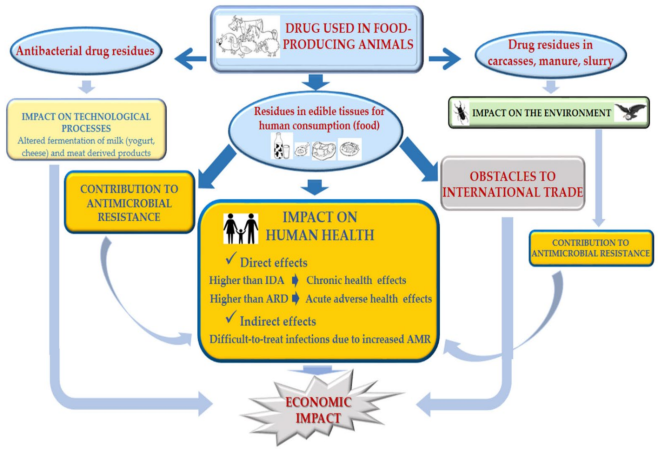 DRUG USED IN FOOD-
PRODUCING ANIMALS
Antibacterial drug residues
Drug residues in
carcasses, manure, slurry
IMPACT ON TECHNOLOGICAL
PROCESSES
Altered fermentation of milk (yogurt,
cheese) and meat derived products
Residues in edible tissues for
human consumption (food)
IMPACT ON THE ENVIRONMENT
CONTRIBUTION TO
ANTIMICROBIAL
RESISTANCE
OBSTACLES TO
INTERNATIONAL TRADE
IMPACT ON
HUMAN HEALTH
✓ Direct effects
Higher than IDA ➡ Chronic health effects
Higher than ARD ➡ Acute adverse health effects
✓ Indirect effects
Difficult-to-treat infections due to increased AMR
CONTRIBUTION TO
ANTIMICROBIAL RESISTANCE
ECONOMIC
IMPACT